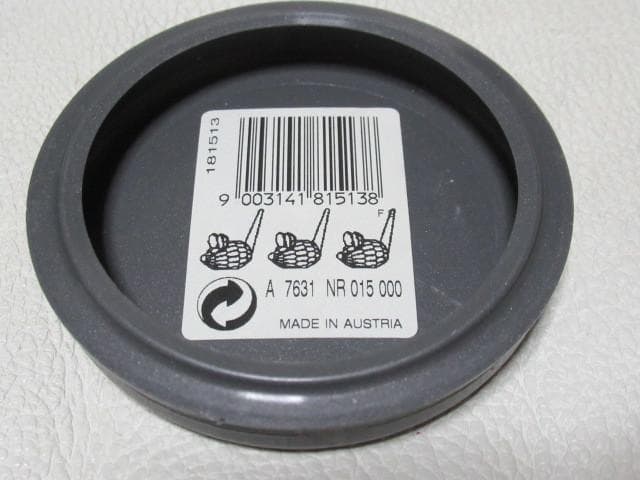 181513
9 003141 815138
F
A 7631 NR 015 000
MADE IN AUSTRIA